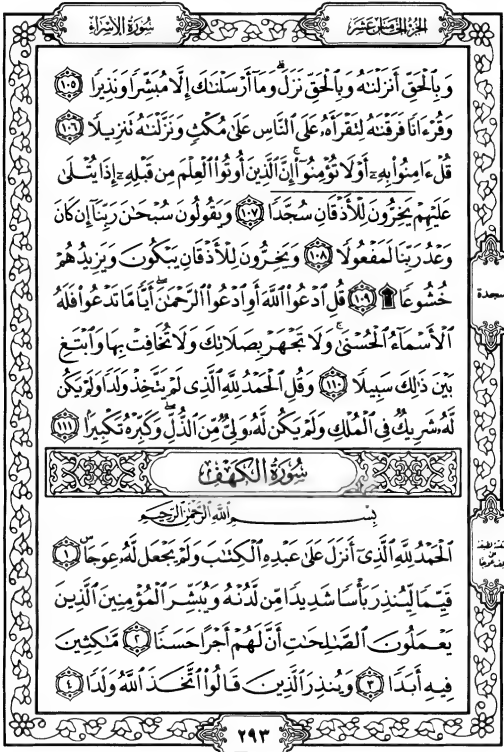 الجزء الخامس عشر
سورة الإسراء
وَبِٱلْحَقِّ أَنزَلْنَٰهُ وَبِٱلْحَقِّ نَزَلَ ۗ وَمَآ أَرْسَلْنَٰكَ إِلَّا مُبَشِّرًا وَنَذِيرًا ١٠٥
وَقُرْءَانًا فَرَقْنَٰهُ لِتَقْرَأَهُۥ عَلَى ٱلنَّاسِ عَلَىٰ مُكْثٍ وَنَزَّلْنَٰهُ تَنزِيلًا ١٠٦
قُلْ ءَامِنُوا۟ بِهِۦٓ أَوْ لَا تُؤْمِنُوٓا۟ ۚ إِنَّ ٱلَّذِينَ أُوتُوا۟ ٱلْعِلْمَ مِن قَبْلِهِۦٓ إِذَا يُتْلَىٰ
عَلَيْهِمْ يَخِرُّونَ لِلْأَذْقَانِ سُجَّدًا ١٠٧ وَيَقُولُونَ سُبْحَٰنَ رَبِّنَآ إِن كَانَ
وَعْدُ رَبِّنَا لَمَفْعُولًا ١٠٨ وَيَخِرُّونَ لِلْأَذْقَانِ يَبْكُونَ وَيَزِيدُهُمْ
خُشُوعًا ۩ ١٠٩ قُلِ ٱدْعُوا۟ ٱللَّهَ أَوِ ٱدْعُوا۟ ٱلرَّحْمَٰنَ ۖ أَيًّا مَّا تَدْعُوا۟ فَلَهُ
ٱلْأَسْمَآءُ ٱلْحُسْنَىٰ ۚ وَلَا تَجْهَرْ بِصَلَاتِكَ وَلَا تُخَافِتْ بِهَا وَٱبْتَغِ
بَيْنَ ذَٰلِكَ سَبِيلًا ١١٠ وَقُلِ ٱلْحَمْدُ لِلَّهِ ٱلَّذِى لَمْ يَتَّخِذْ وَلَدًا وَلَمْ يَكُن
لَّهُۥ شَرِيكٌ فِى ٱلْمُلْكِ وَلَمْ يَكُن لَّهُۥ وَلِىٌّ مِّنَ ٱلذُّلِّ ۖ وَكَبِّرْهُ تَكْبِيرًۢا ١١١
سجدة
سورة الكهف
بِسْمِ ٱللَّهِ ٱلرَّحْمَٰنِ ٱلرَّحِيمِ
ٱلْحَمْدُ لِلَّهِ ٱلَّذِىٓ أَنزَلَ عَلَىٰ عَبْدِهِ ٱلْكِتَٰبَ وَلَمْ يَجْعَل لَّهُۥ عِوَجَاۜ ١
قَيِّمًا لِّيُنذِرَ بَأْسًا شَدِيدًا مِّن لَّدُنْهُ وَيُبَشِّرَ ٱلْمُؤْمِنِينَ ٱلَّذِينَ
يَعْمَلُونَ ٱلصَّٰلِحَٰتِ أَنَّ لَهُمْ أَجْرًا حَسَنًا ٢ مَّٰكِثِينَ
فِيهِ أَبَدًا ٣ وَيُنذِرَ ٱلَّذِينَ قَالُوا۟ ٱتَّخَذَ ٱللَّهُ وَلَدًا ٤
٢٩٣